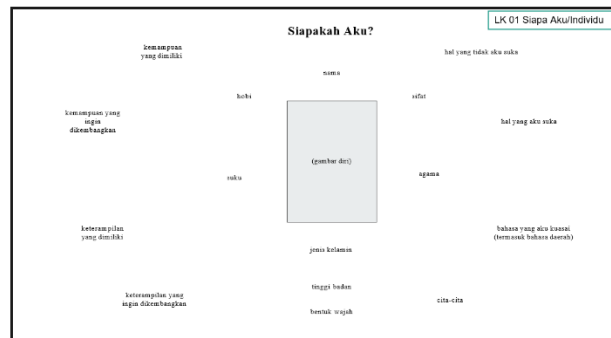 LK 01 Siapa Aku/Individu
Siapakah Aku?
kemampuan
yang dimiliki
hal yang tidak aku suka
nama
hobi
sifat
kemampuan yang
ingin
dikembangkan
hal yang aku suka
(gambar diri)
suku
agama
keterampilan
yang dimiliki
bahasa yang aku kuasai
(termasuk bahasa daerah)
jenis kelamin
tinggi badan
keterampilan yang
ingin dikembangkan
cita-cita
bentuk wajah